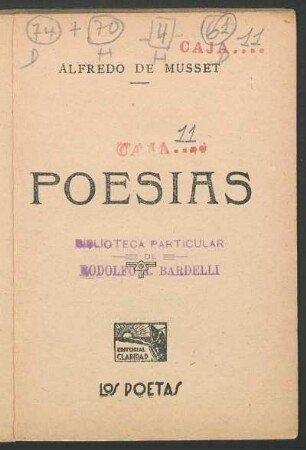 74 + 70 - 4 - 61
D H H D
CAJA.... 11
ALFREDO DE MUSSET
11
CAJA....
POESIAS
BIBLIOTECA PARTICULAR
DE
RODOLFO BARDELLI
EDITORIAL
CLARIDAD
LOS POETAS